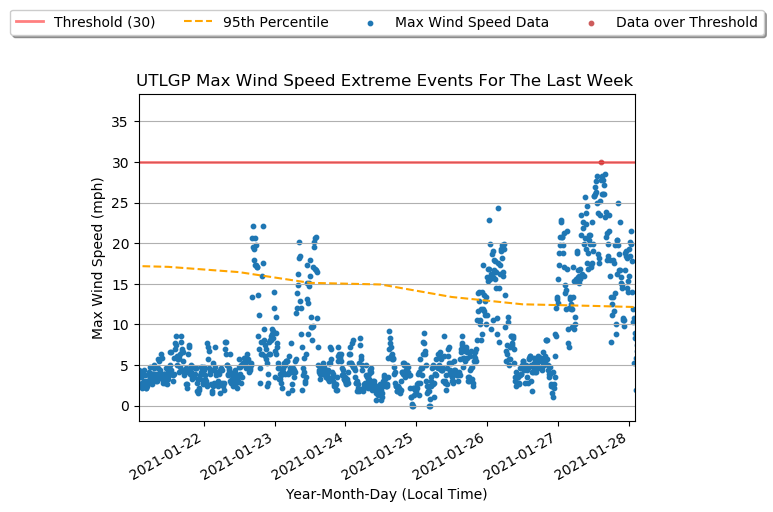 Threshold (30) 95th Percentile Max Wind Speed Data Data over Threshold
UTLGP Max Wind Speed Extreme Events For The Last Week
Max Wind Speed (mph)
35
30
25
20
15
10
5
0
2021-01-22 2021-01-23 2021-01-24 2021-01-25 2021-01-26 2021-01-27 2021-01-28
Year-Month-Day (Local Time)